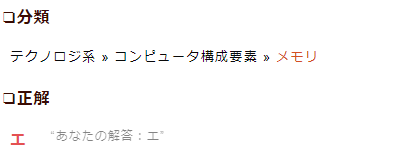 ❏分類
テクノロジ系 » コンピュータ構成要素 » メモリ
❏正解
エ “あなたの解答：エ”